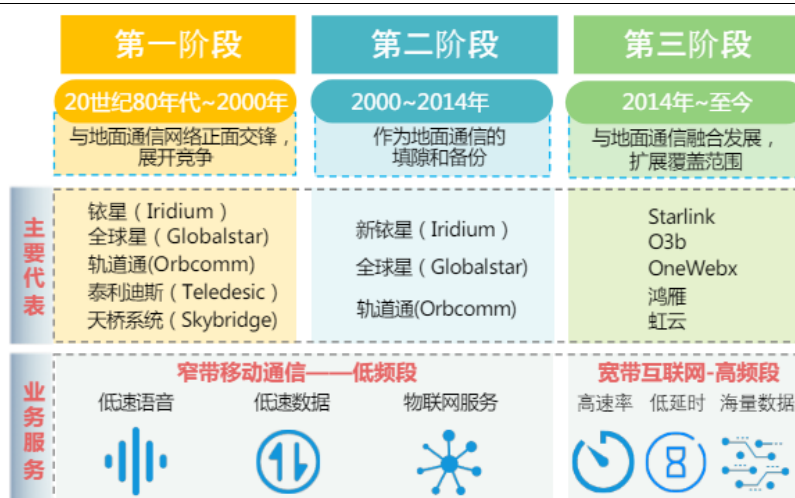 第一阶段
第二阶段
第三阶段
20世纪80年代~2000年
2000~2014年
2014年~至今
与地面通信网络正面交锋，
展开竞争
作为地面通信的
填隙和备份
与地面通信融合发展，
扩展覆盖范围
主要代表
铱星（Iridium）
全球星（Globalstar)
轨道通(Orbcomm)
泰利迪斯（Teledesic）
天桥系统（Skybridge)
新铱星（Iridium）
全球星（Globalstar)
轨道通(Orbcomm)
Starlink
O3b
OneWebx
鸿雁
虹云
业务服务
窄带移动通信——低频段
低速语音
低速数据
物联网服务
宽带互联网-高频段
高速率
低延时
海量数据